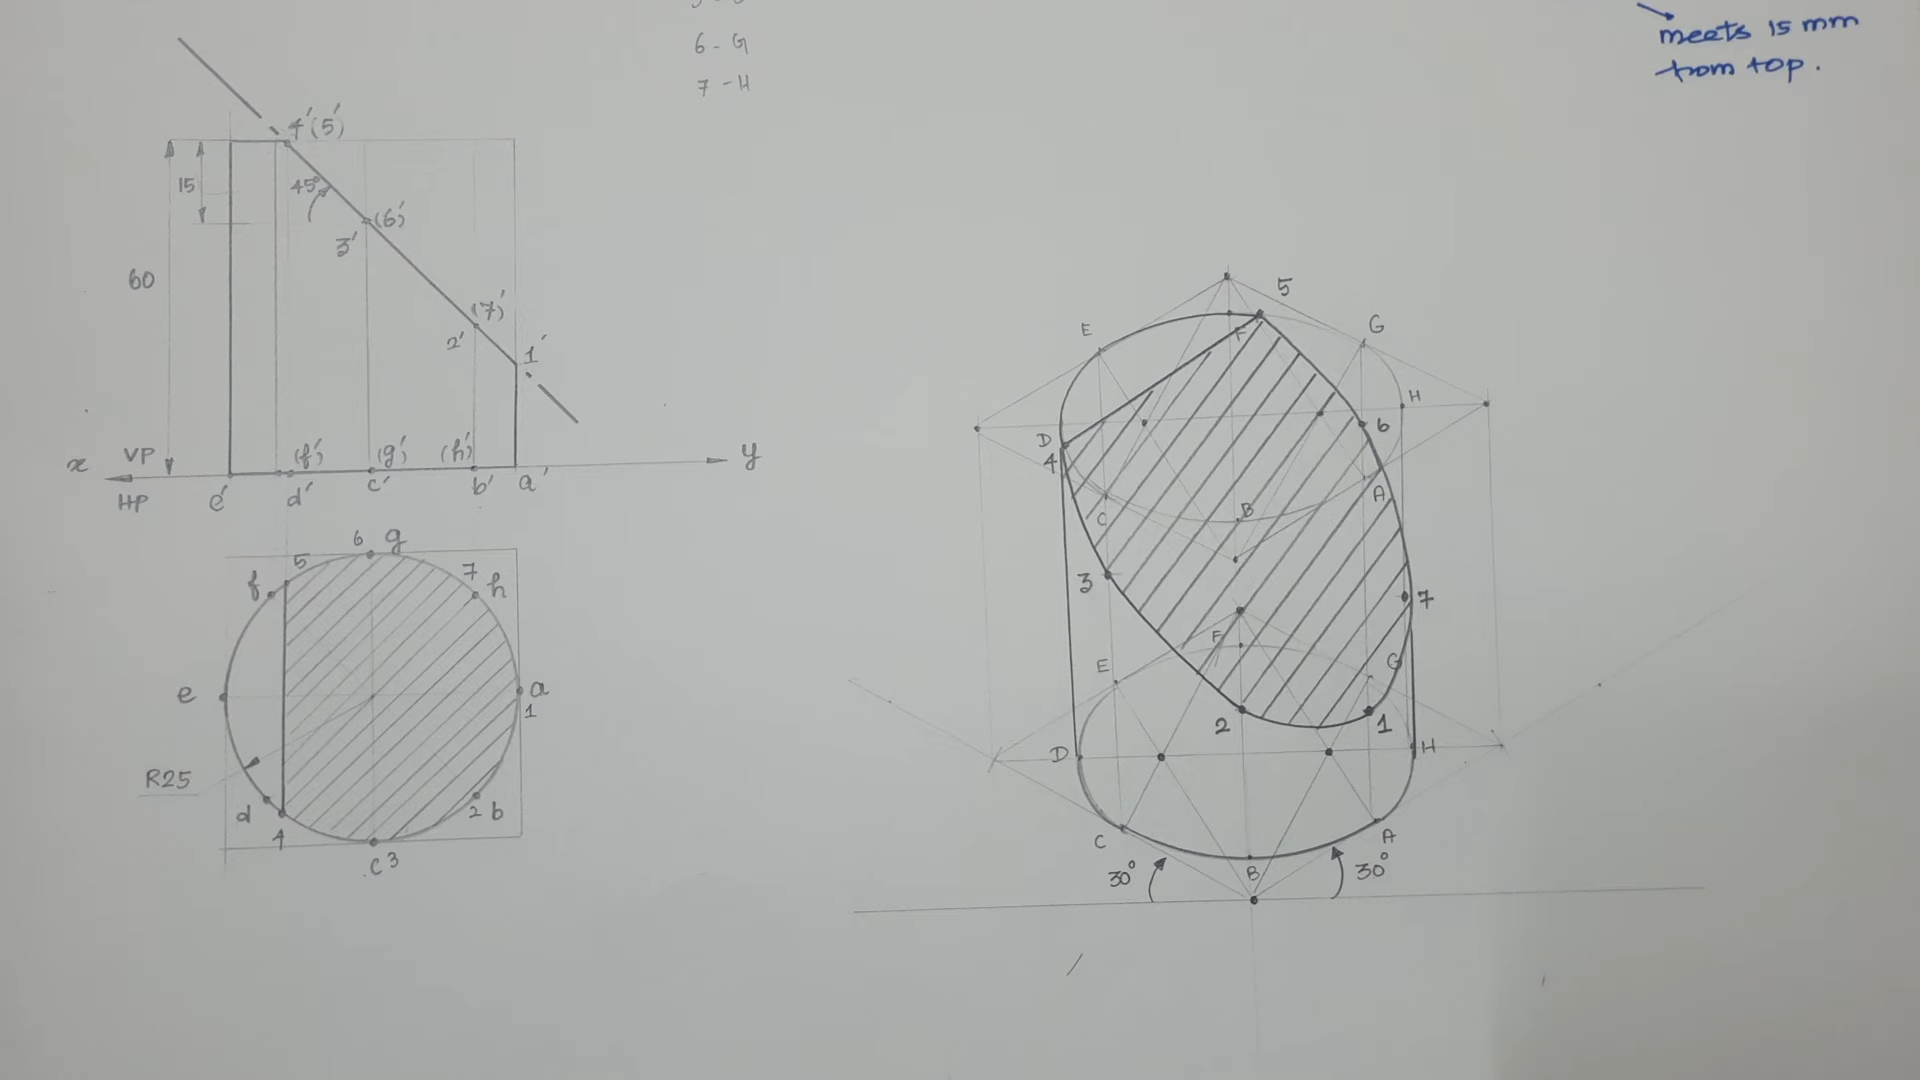 6 - G
7 - H
meets 15 mm
from top.
4'(5')
15
45°
(6')
3'
60
(7')
2'
1'
x VP
HP
y
e'
(f')
d'
(g')
c'
(h')
b'
a'
6 g
5
f
7
h
e
a
1
R25
d
4
2 b
c 3
5
E
F
G
H
D
4
6
C
B
A
3
7
F
E
G
2
1
D
H
C
B
A
30°
30°